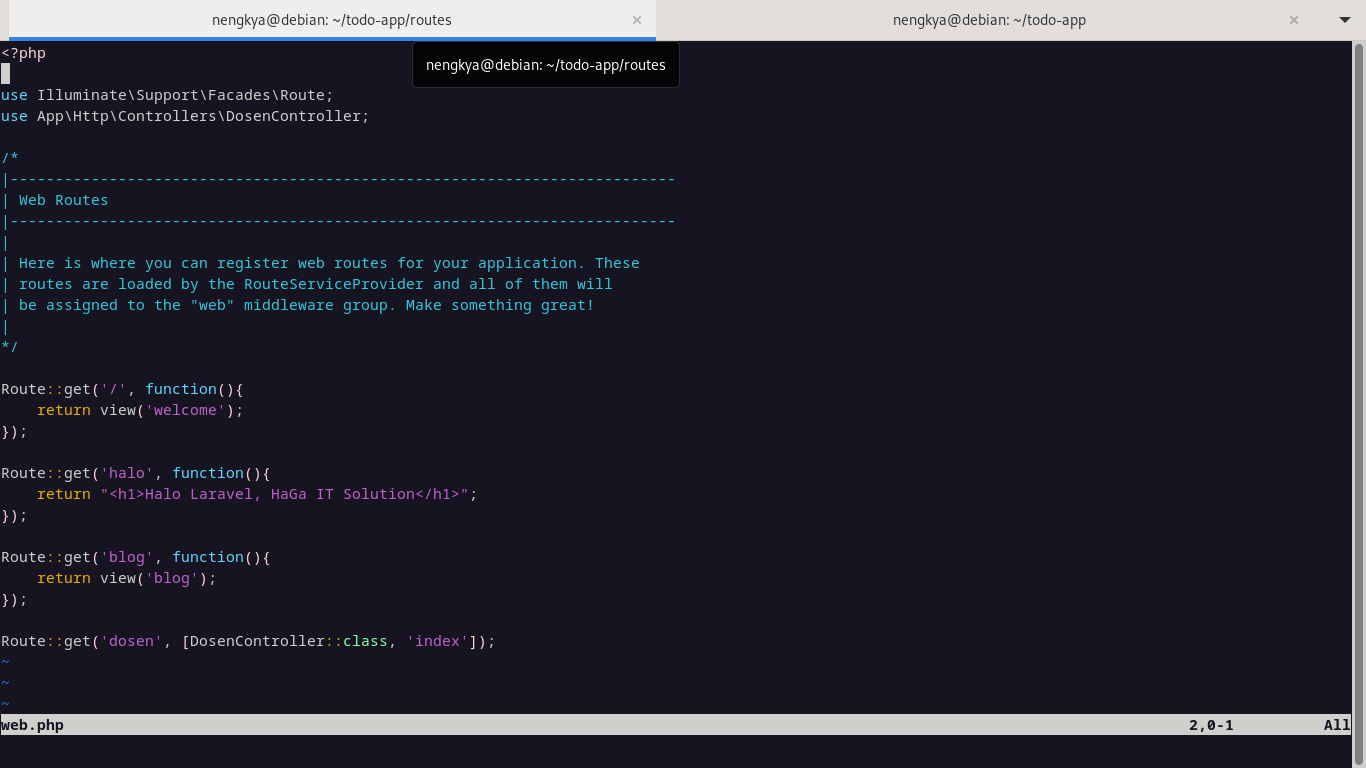 nengkya@debian: ~/todo-app/routes × nengkya@debian: ~/todo-app ×
nengkya@debian: ~/todo-app/routes
<?php

use Illuminate\Support\Facades\Route;
use App\Http\Controllers\DosenController;

/*
|--------------------------------------------------------------------------
| Web Routes
|--------------------------------------------------------------------------
|
| Here is where you can register web routes for your application. These
| routes are loaded by the RouteServiceProvider and all of them will
| be assigned to the "web" middleware group. Make something great!
|
*/

Route::get('/', function(){
    return view('welcome');
});

Route::get('halo', function(){
    return "<h1>Halo Laravel, HaGa IT Solution</h1>";
});

Route::get('blog', function(){
    return view('blog');
});

Route::get('dosen', [DosenController::class, 'index']);
~
~
~
web.php 2,0-1 All